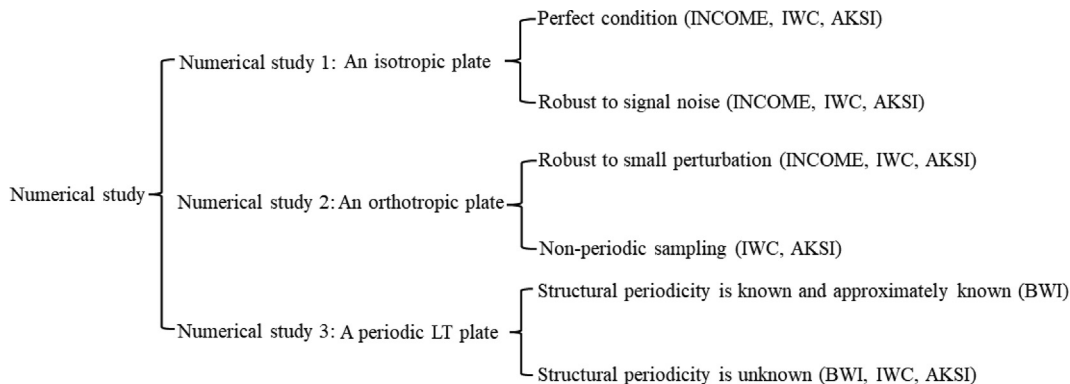 Perfect condition (INCOME, IWC, AKSI)
Numerical study 1: An isotropic plate
Robust to signal noise (INCOME, IWC, AKSI)
Robust to small perturbation (INCOME, IWC, AKSI)
Numerical study
Numerical study 2: An orthotropic plate
Non-periodic sampling (IWC, AKSI)
Structural periodicity is known and approximately known (BWI)
Numerical study 3: A periodic LT plate
Structural periodicity is unknown (BWI, IWC, AKSI)